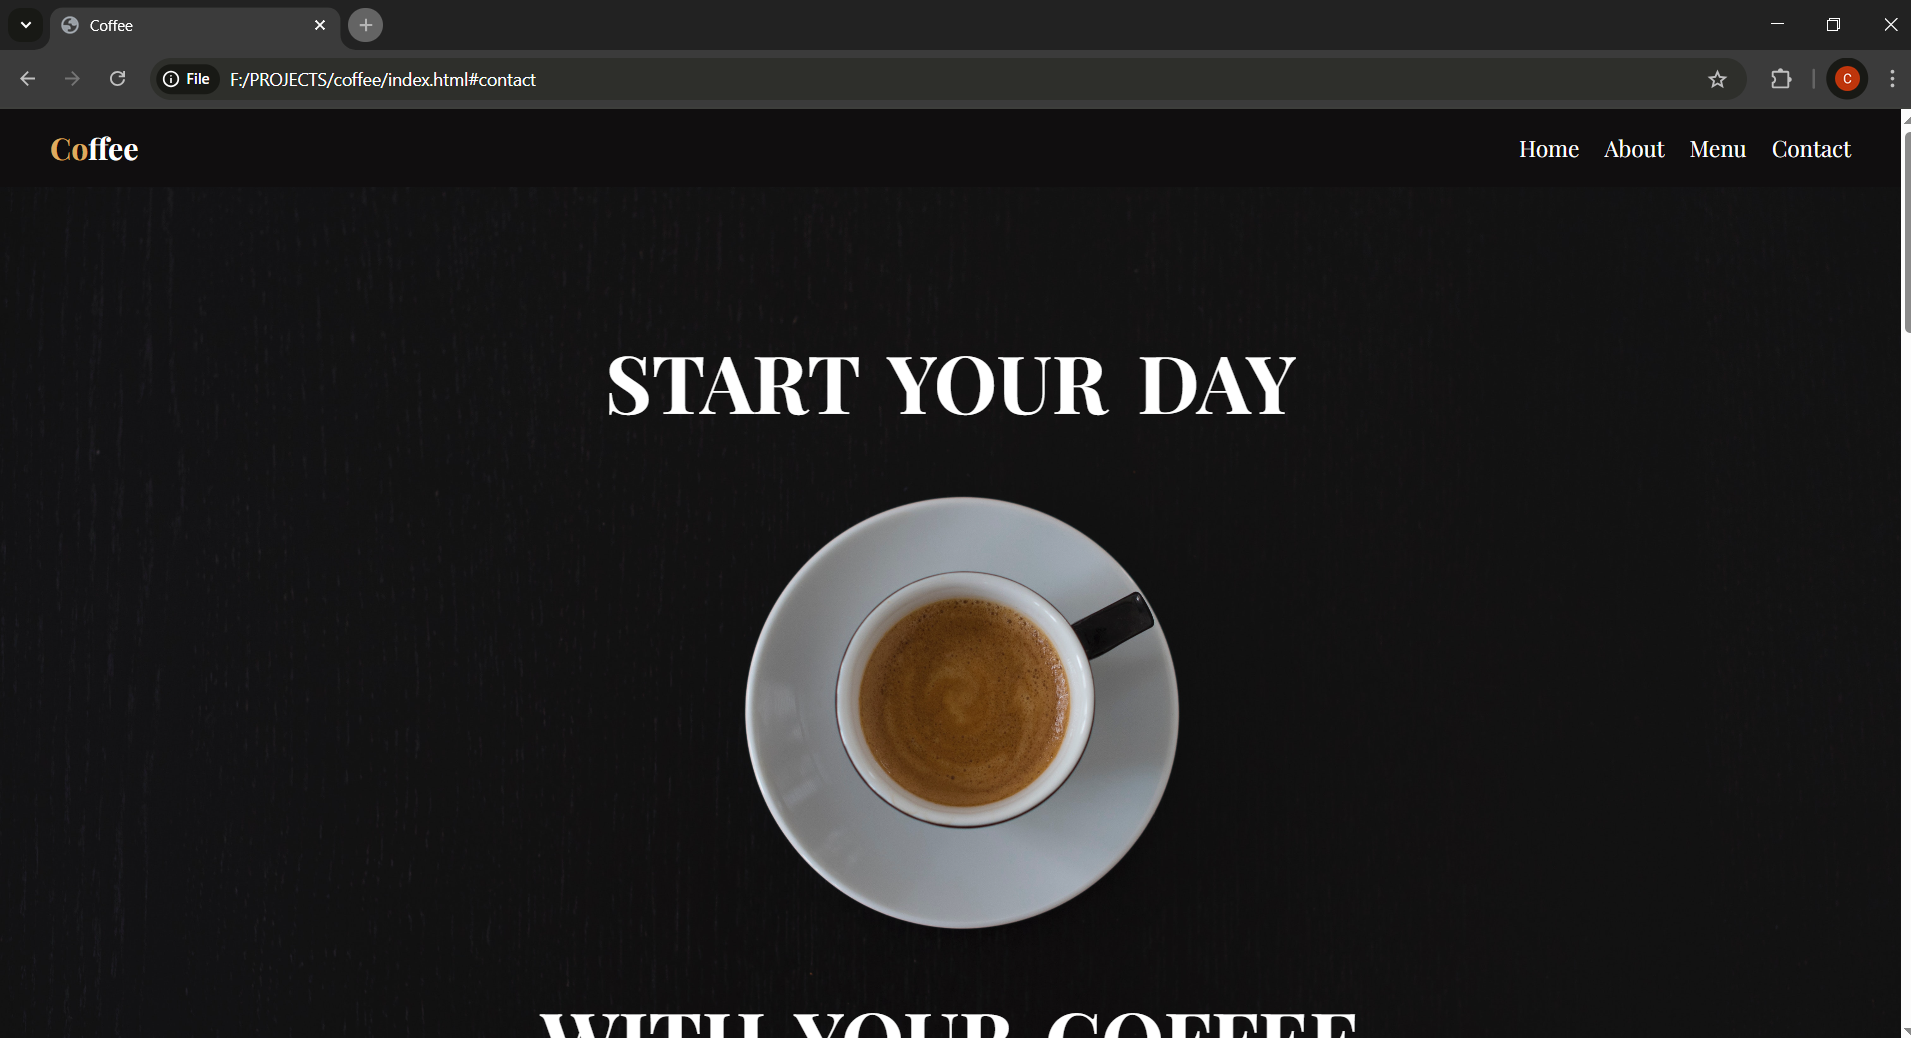 Coffee
File F:/PROJECTS/coffee/index.html#contact
C
Coffee
Home About Menu Contact
START YOUR DAY
WITH YOUR COFFEE